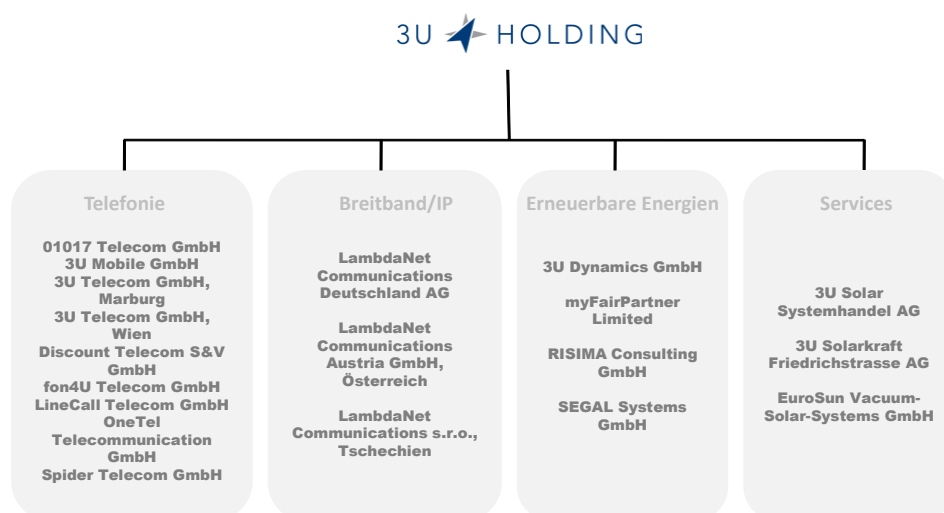 3U HOLDING
Telefonie
01017 Telecom GmbH
3U Mobile GmbH
3U Telecom GmbH,
Marburg
3U Telecom GmbH,
Wien
Discount Telecom S&V
GmbH
fon4U Telecom GmbH
LineCall Telecom GmbH
OneTel
Telecommunication
GmbH
Spider Telecom GmbH
Breitband/IP
LambdaNet
Communications
Deutschland AG
LambdaNet
Communications
Austria GmbH,
Österreich
LambdaNet
Communications s.r.o.,
Tschechien
Erneuerbare Energien
3U Dynamics GmbH
myFairPartner
Limited
RISIMA Consulting
GmbH
SEGAL Systems
GmbH
Services
3U Solar
Systemhandel AG
3U Solarkraft
Friedrichstrasse AG
EuroSun Vacuum-
Solar-Systems GmbH